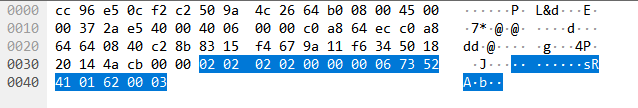 0000 cc 96 e5 0c f2 c2 50 9a 4c 26 64 b0 08 00 45 00 ······P· L&d···E·
0010 00 37 2a e5 40 00 40 06 00 00 c0 a8 64 ec c0 a8 ·7*·@·@· ····d···
0020 64 64 08 40 c2 8b 83 15 f4 67 9a 11 f6 34 50 18 dd·@···· ·g···4P·
0030 20 14 4a cb 00 00 02 02 02 02 00 00 00 06 73 52 ·J····· ······sR
0040 41 01 62 00 03 A·b··